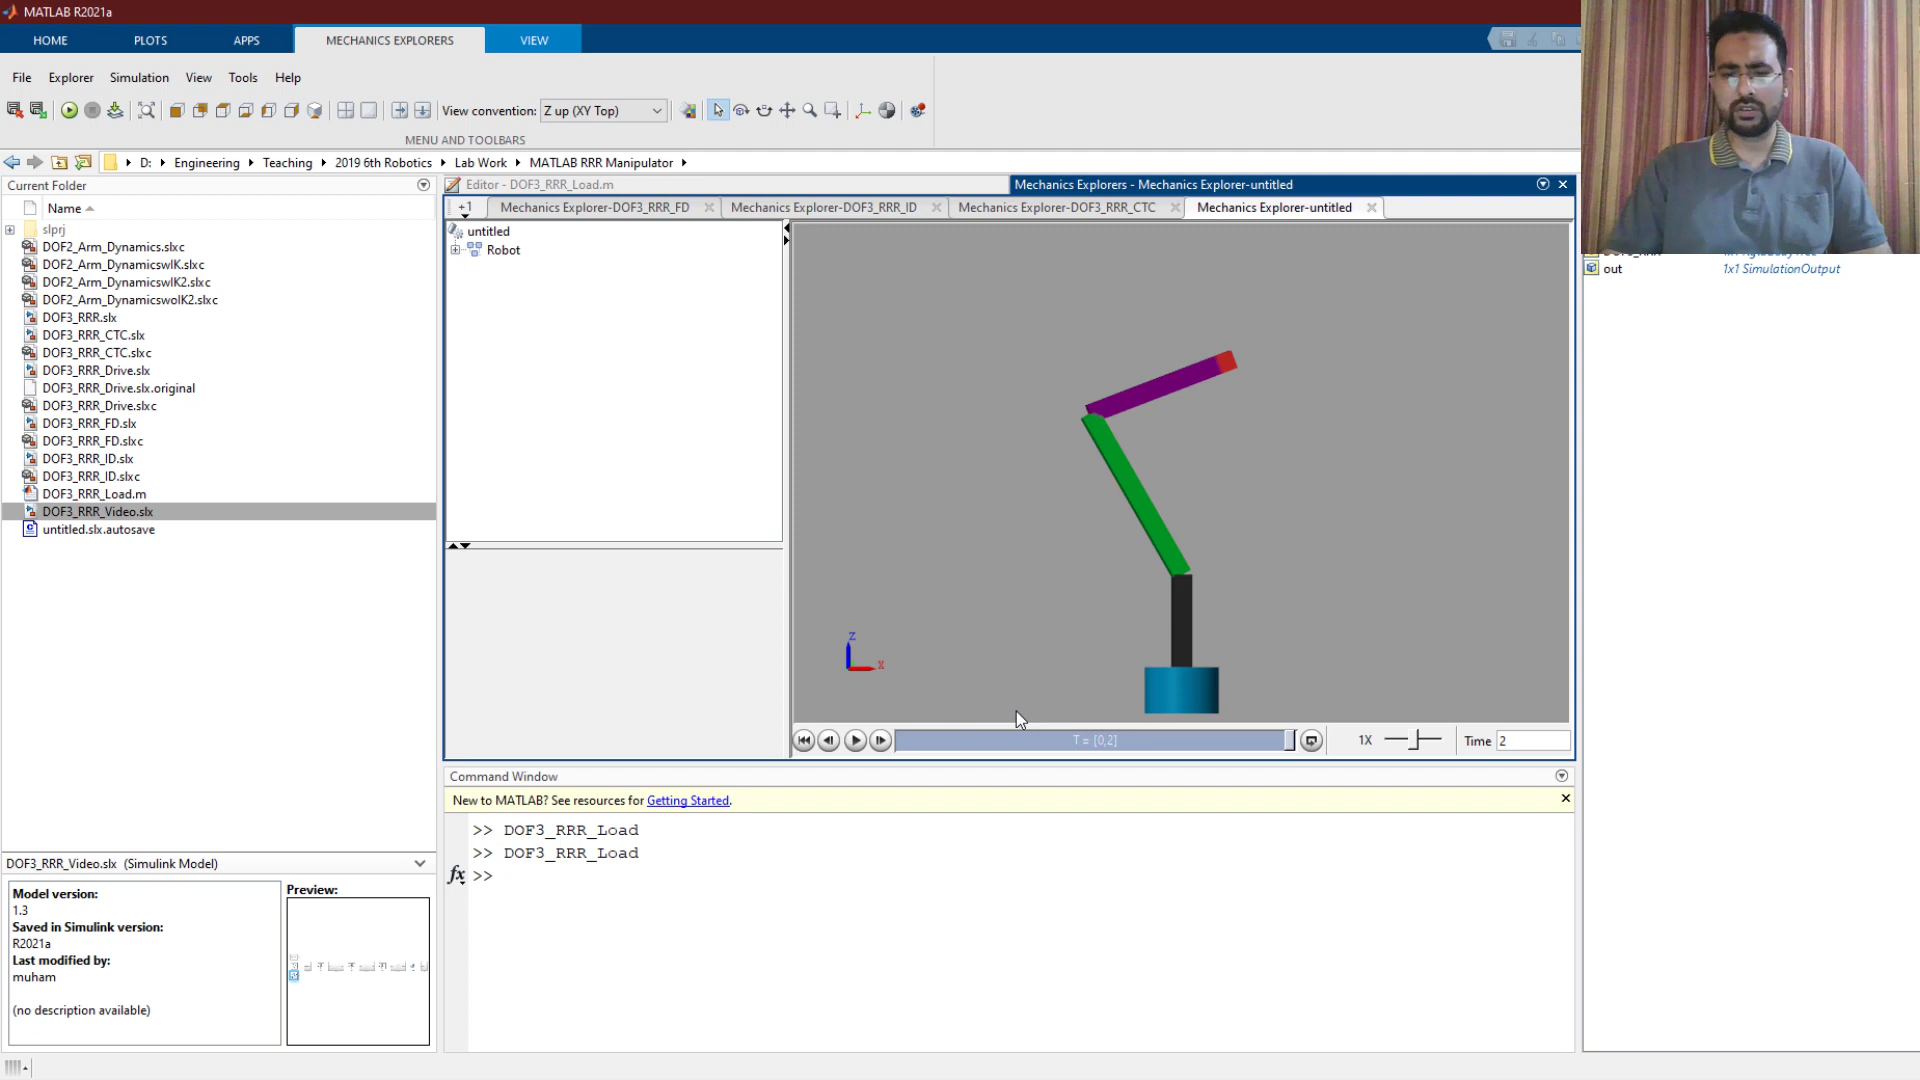 MATLAB R2021a
HOME
PLOTS
APPS
MECHANICS EXPLORERS
VIEW
File
Explorer
Simulation
View
Tools
Help
View convention:
Z up (XY Top)
MENU AND TOOLBARS
D:
Engineering
Teaching
2019 6th Robotics
Lab Work
MATLAB RRR Manipulator
Current Folder
Name
slprj
DOF2_Arm_Dynamics.slxc
DOF2_Arm_DynamicswIK.slxc
DOF2_Arm_DynamicswIK2.slxc
DOF2_Arm_DynamicswoIK2.slxc
DOF3_RRR.slx
DOF3_RRR_CTC.slx
DOF3_RRR_CTC.slxc
DOF3_RRR_Drive.slx
DOF3_RRR_Drive.slx.original
DOF3_RRR_Drive.slxc
DOF3_RRR_FD.slx
DOF3_RRR_FD.slxc
DOF3_RRR_ID.slx
DOF3_RRR_ID.slxc
DOF3_RRR_Load.m
DOF3_RRR_Video.slx
untitled.slx.autosave
DOF3_RRR_Video.slx (Simulink Model)
Model version:
1.3
Saved in Simulink version:
R2021a
Last modified by:
muham
(no description available)
Preview:
Editor - DOF3_RRR_Load.m
Mechanics Explorers - Mechanics Explorer-untitled
+1
Mechanics Explorer-DOF3_RRR_FD
Mechanics Explorer-DOF3_RRR_ID
Mechanics Explorer-DOF3_RRR_CTC
Mechanics Explorer-untitled
untitled
Robot
Z
X
T = [0,2]
1X
Time 2
Command Window
New to MATLAB? See resources for Getting Started.
>> DOF3_RRR_Load
>> DOF3_RRR_Load
fx >>
out
1x1 SimulationOutput